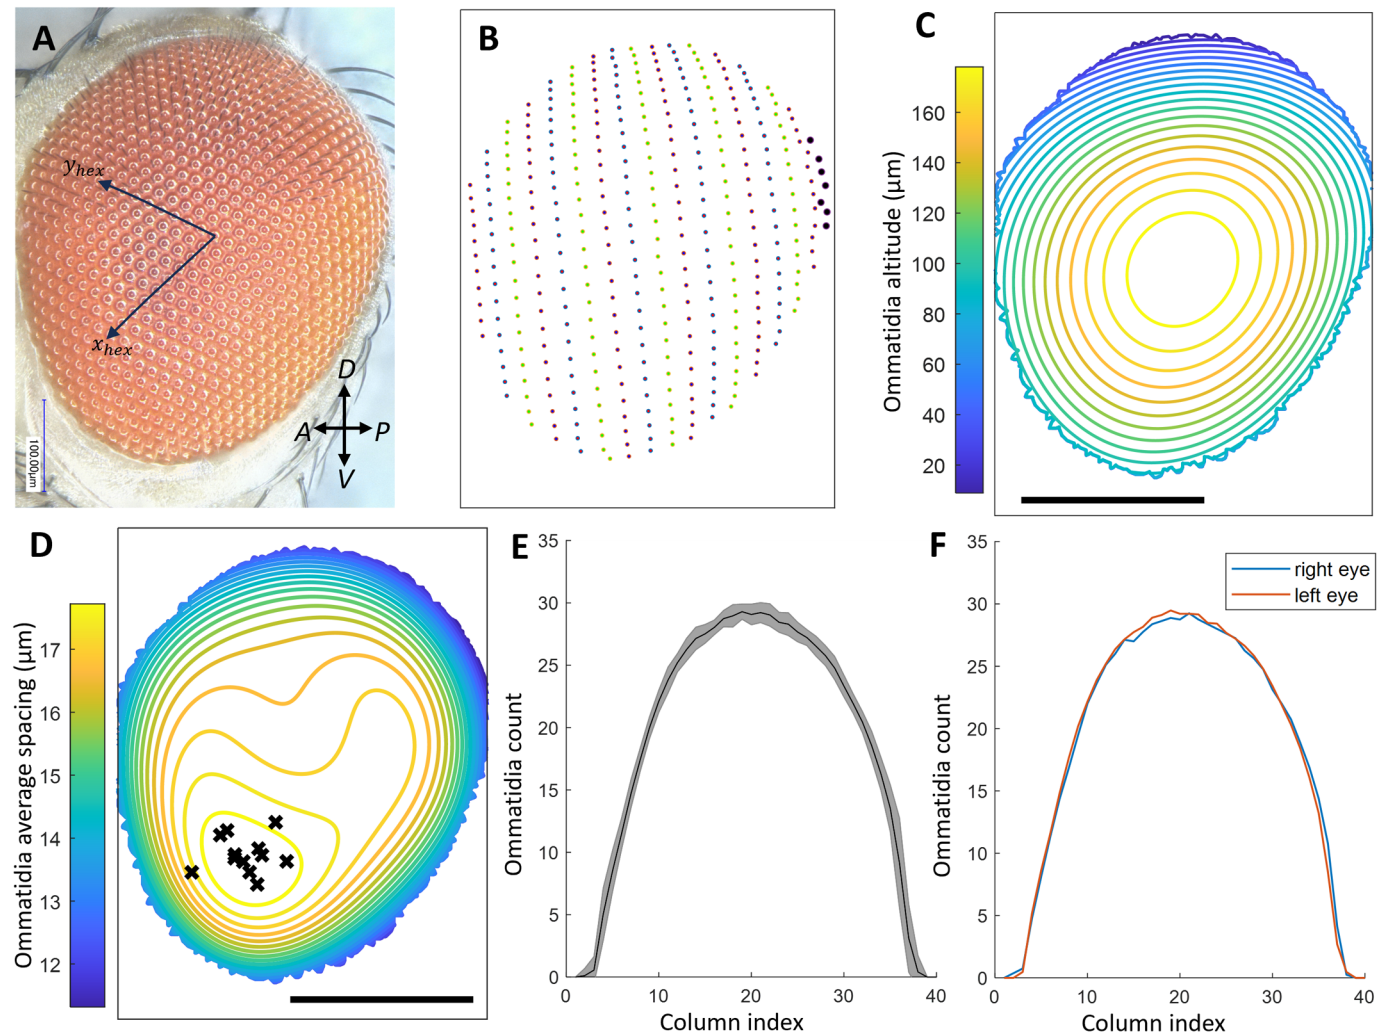 A
y_hex
x_hex
D
A
P
V
100.00μm
B
C
Ommatidia altitude (μm)
160
140
120
100
80
60
40
20
D
Ommatidia average spacing (μm)
17
16
15
14
13
12
E
Ommatidia count
35
30
25
20
15
10
5
0
0 10 20 30 40
Column index
F
right eye
left eye
Ommatidia count
35
30
25
20
15
10
5
0
0 10 20 30 40
Column index